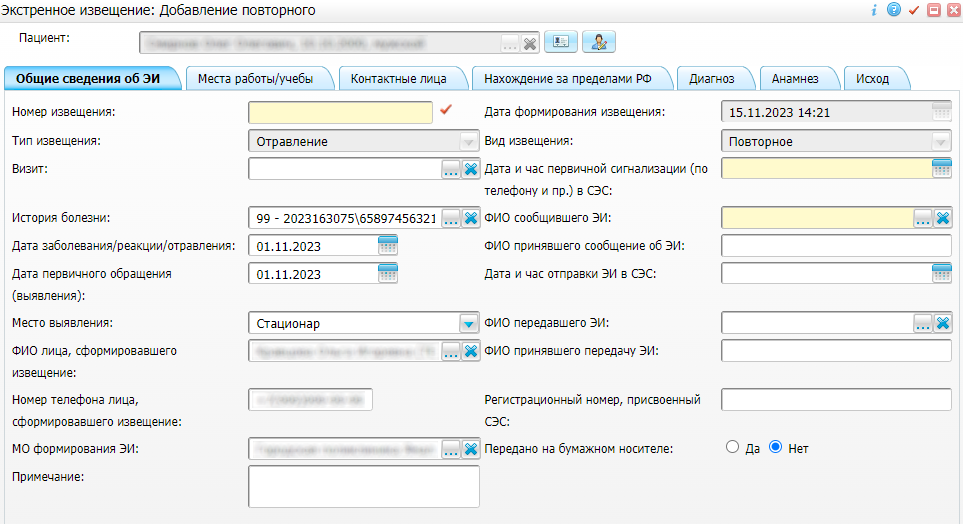 Экстренное извещение: Добавление повторного
Пациент:
Общие сведения об ЭИ
Места работы/учебы
Контактные лица
Нахождение за пределами РФ
Диагноз
Анамнез
Исход
Номер извещения:
Дата формирования извещения: 15.11.2023 14:21
Тип извещения: Отравление
Вид извещения: Повторное
Визит:
Дата и час первичной сигнализации (по
телефону и пр.) в СЭС:
История болезни: 99 - 2023163075\65897456321
ФИО сообщившего ЭИ:
Дата заболевания/реакции/отравления: 01.11.2023
ФИО принявшего сообщение об ЭИ:
Дата первичного обращения
(выявления): 01.11.2023
Дата и час отправки ЭИ в СЭС:
Место выявления: Стационар
ФИО передавшего ЭИ:
ФИО лица, сформировавшего
извещение:
ФИО принявшего передачу ЭИ:
Номер телефона лица,
сформировавшего извещение:
Регистрационный номер, присвоенный
СЭС:
МО формирования ЭИ:
Передано на бумажном носителе: Да Нет
Примечание: